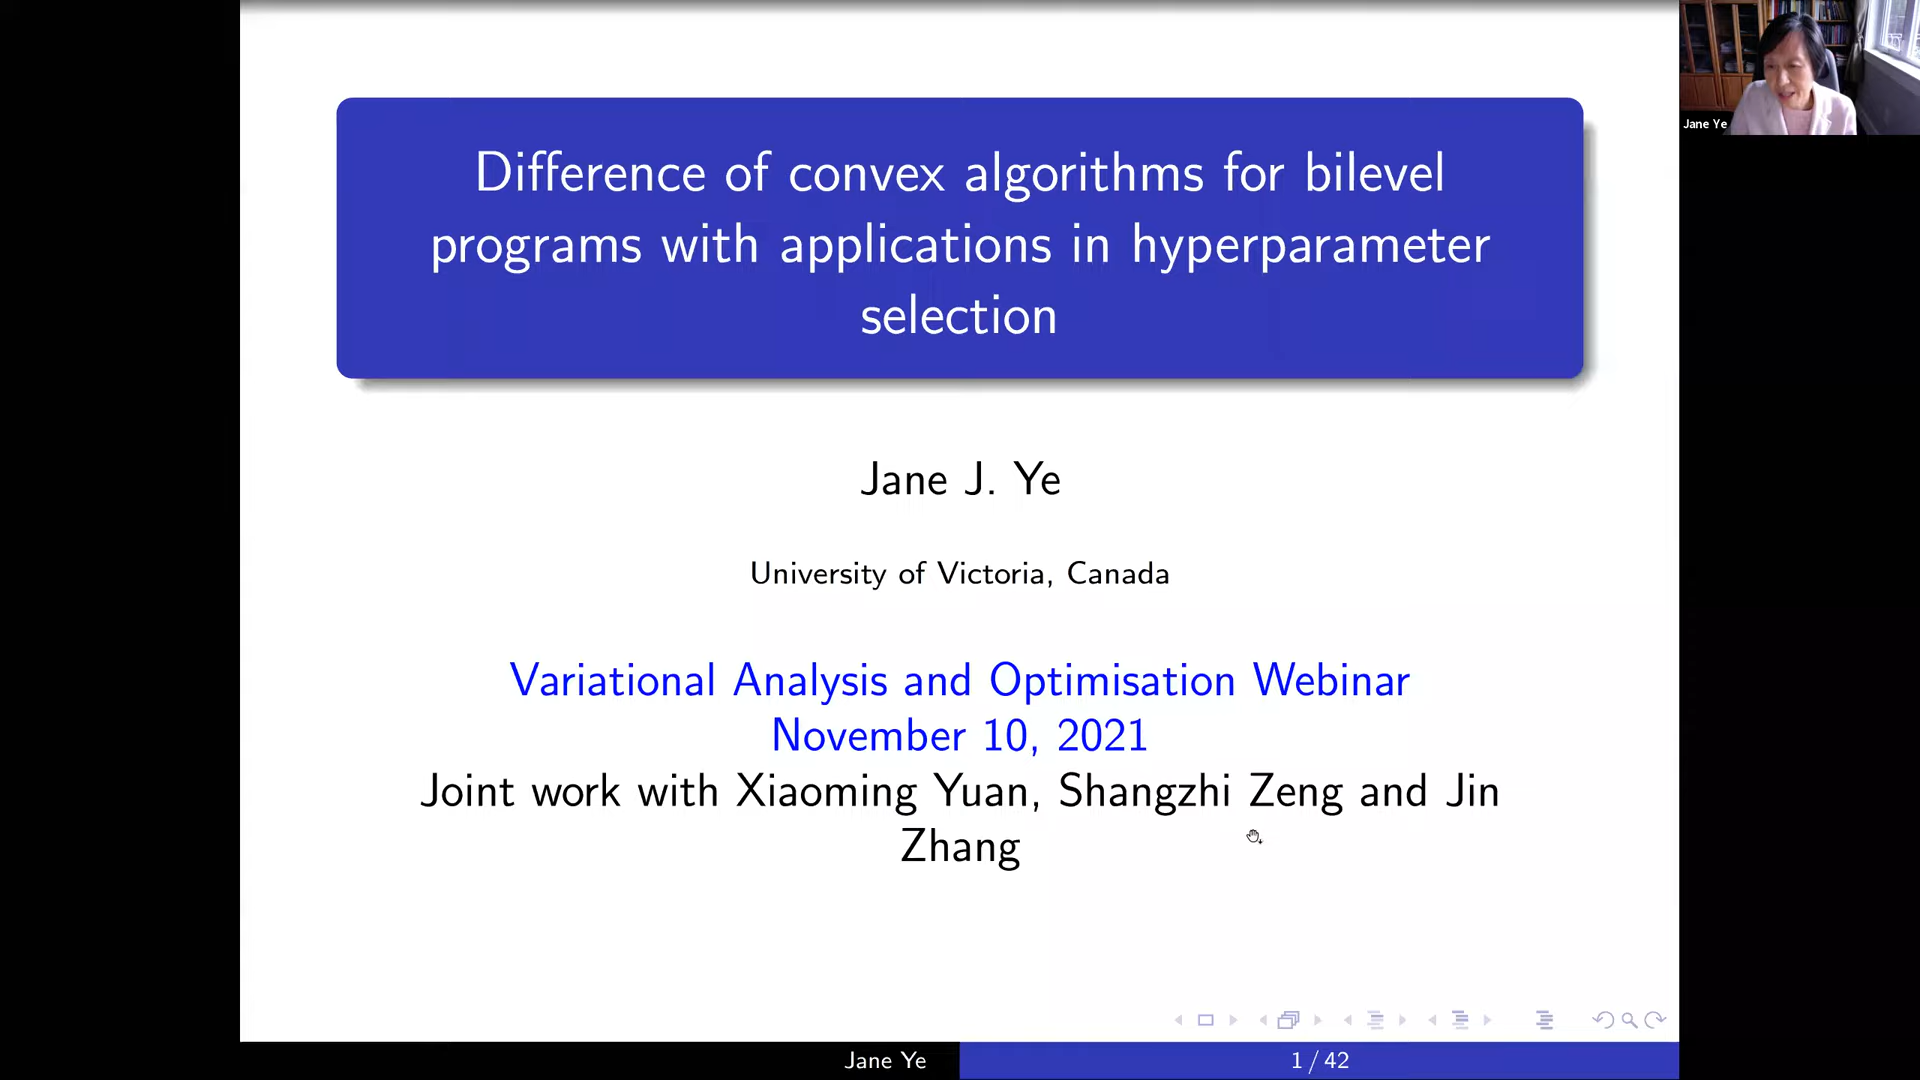 Difference of convex algorithms for bilevel
programs with applications in hyperparameter
selection
Jane J. Ye
University of Victoria, Canada
Variational Analysis and Optimisation Webinar
November 10, 2021
Joint work with Xiaoming Yuan, Shangzhi Zeng and Jin
Zhang
Jane Ye
1 / 42
Jane Ye